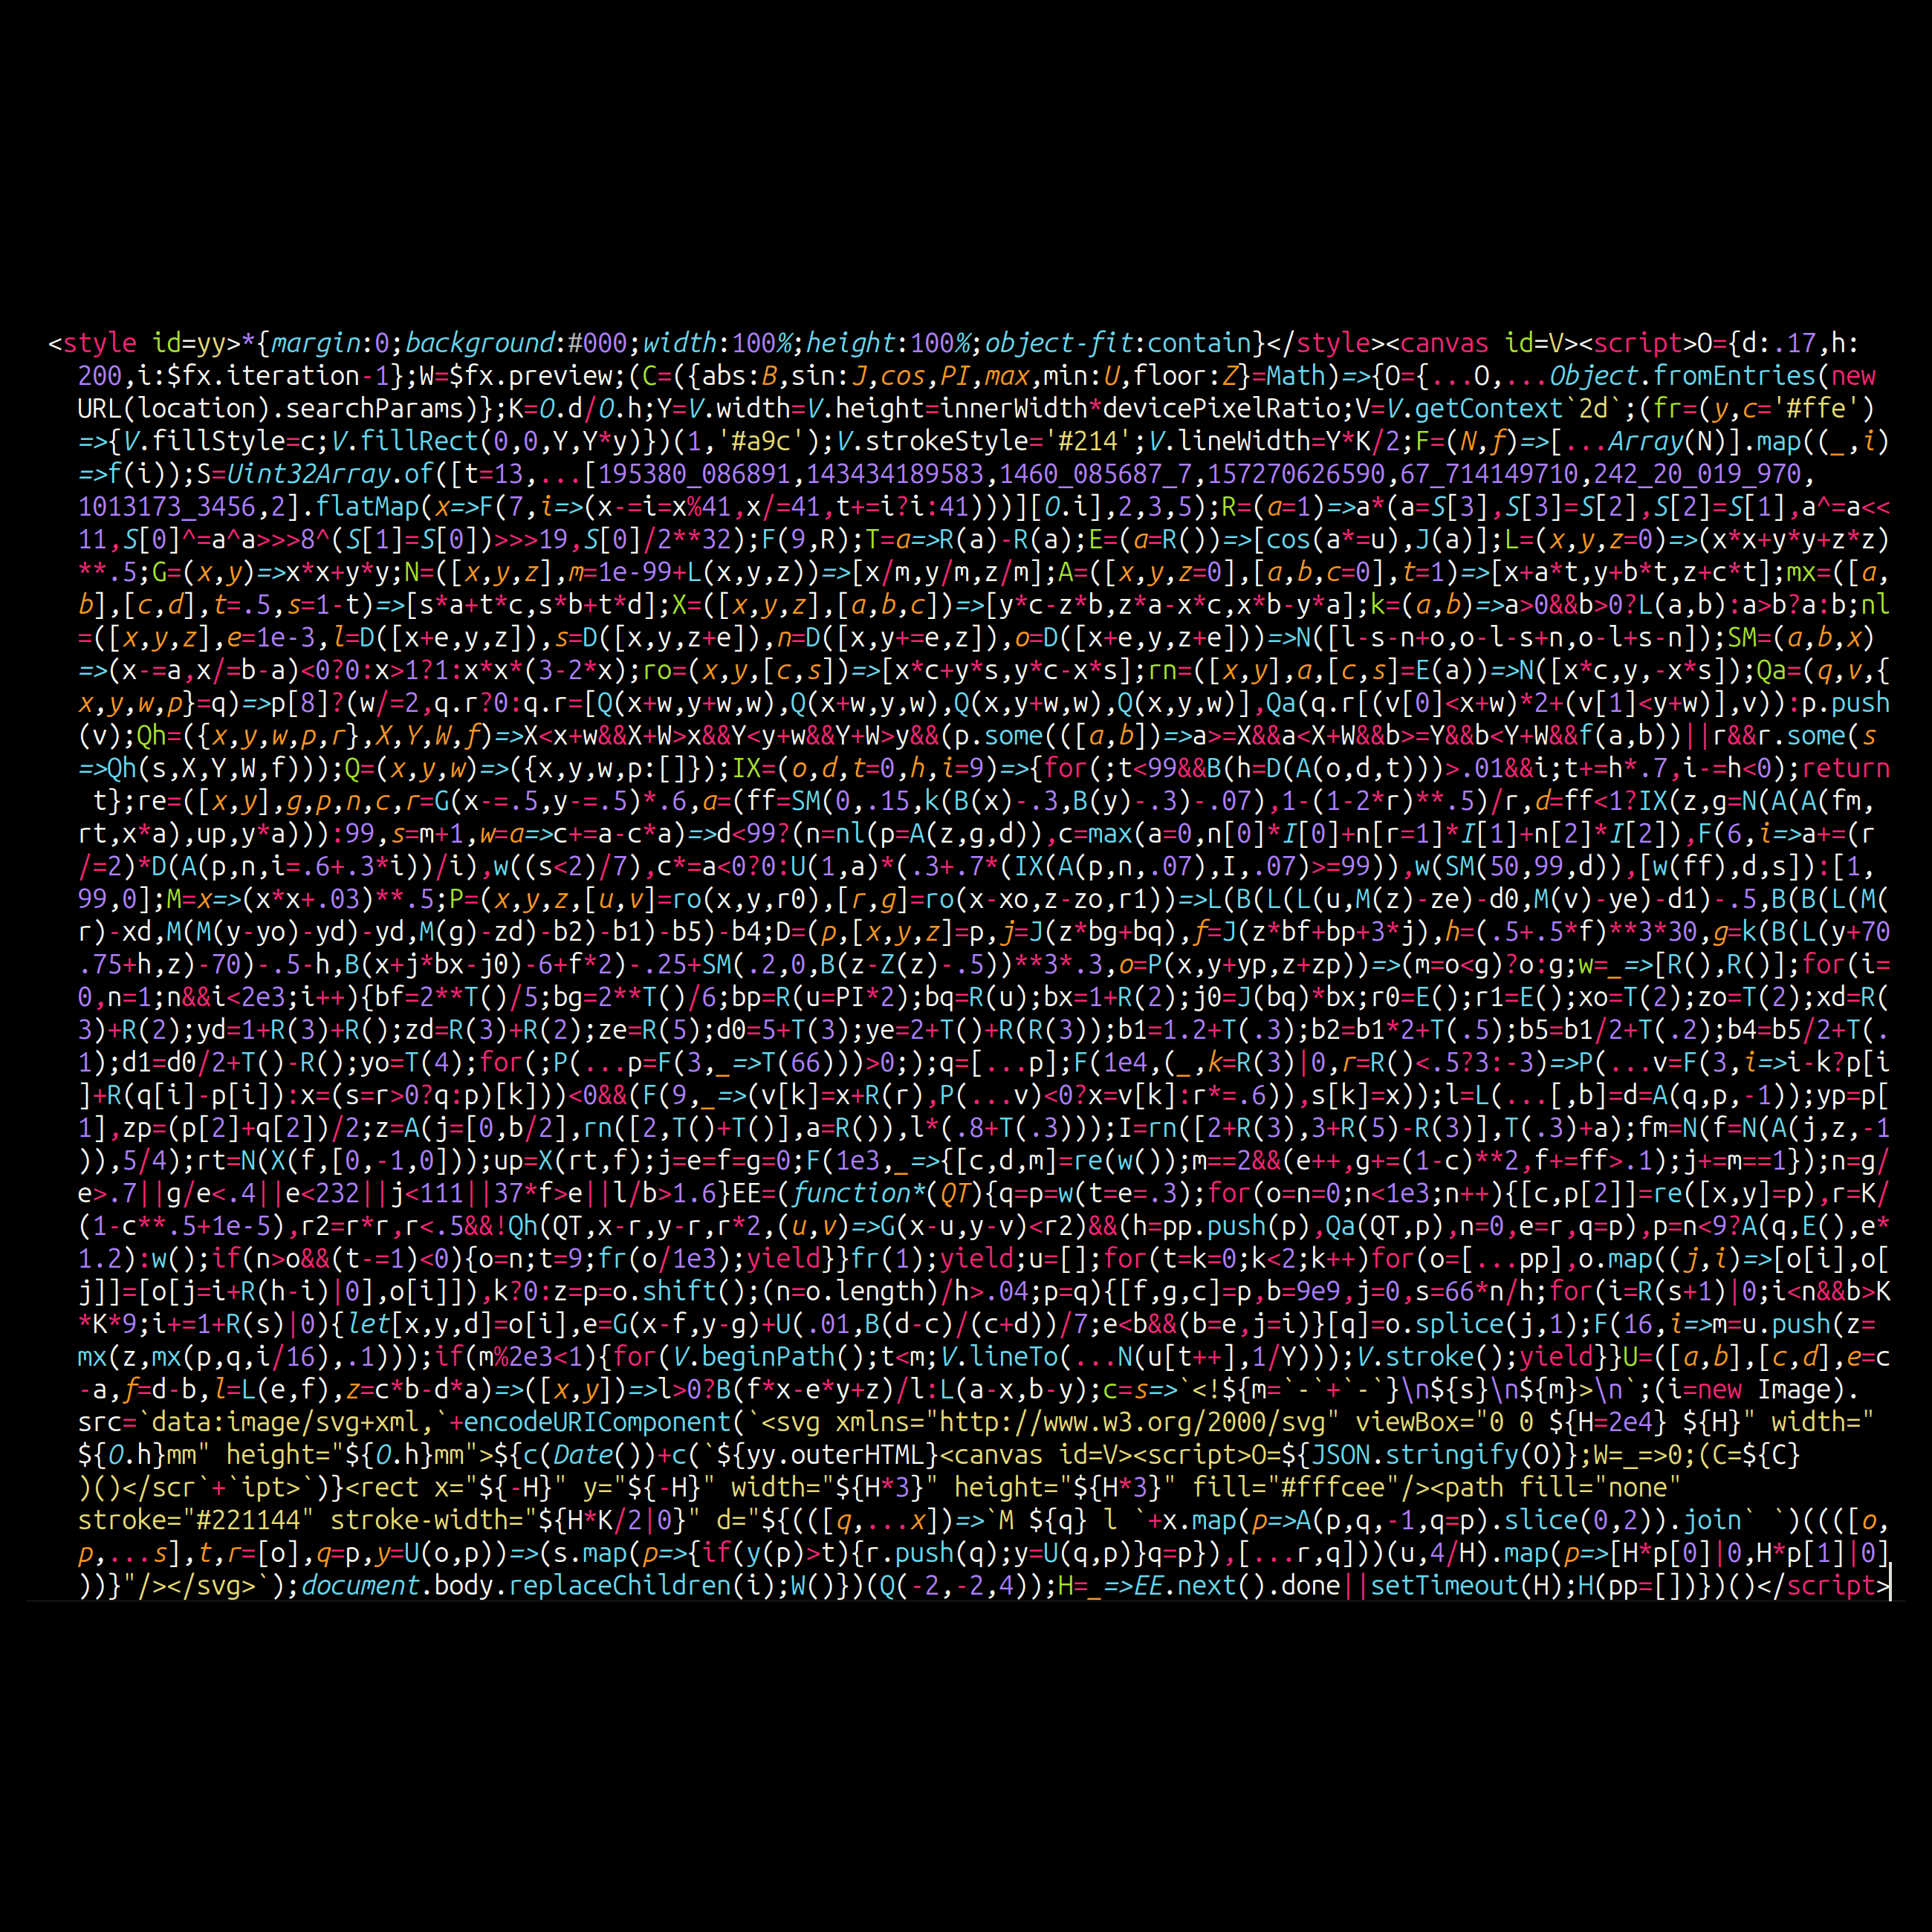 <style id=yy>*{margin:0;background:#000;width:100%;height:100%;object-fit:contain}</style><canvas id=V><script>O={d:.17,h:
200,i:$fx.iteration-1};W=$fx.preview;(C=({abs:B,sin:J,cos,PI,max,min:U,floor:Z}=Math)=>{O={...O,...Object.fromEntries(new
URL(location).searchParams)};K=O.d/O.h;Y=V.width=V.height=innerWidth*devicePixelRatio;V=V.getContext`2d`;(fr=(y,c='#ffe')
=>{V.fillStyle=c;V.fillRect(0,0,Y,Y*y)})(1,'#a9c');V.strokeStyle='#214';V.lineWidth=Y*K/2;F=(N,f)=>[...Array(N)].map((_,i)
=>f(i));S=Uint32Array.of([t=13,...[195380_086891,143434189583,1460_085687_7,157270626590,67_714149710,242_20_019_970,
1013173_3456,2].flatMap(x=>F(7,i=>(x-=i=x%41,x/=41,t+=i?i:41)))][O.i],2,3,5);R=(a=1)=>a*(a=S[3],S[3]=S[2],S[2]=S[1],a^=a<<
11,S[0]^=a^a>>>8^(S[1]=S[0])>>>19,S[0]/2**32);F(9,R);T=a=>R(a)-R(a);E=(a=R())=>[cos(a*=u),J(a)];L=(x,y,z=0)=>(x*x+y*y+z*z)
**.5;G=(x,y)=>x*x+y*y;N=([x,y,z],m=1e-99+L(x,y,z))=>[x/m,y/m,z/m];A=([x,y,z=0],[a,b,c=0],t=1)=>[x+a*t,y+b*t,z+c*t];mx=([a,
b],[c,d],t=.5,s=1-t)=>[s*a+t*c,s*b+t*d];X=([x,y,z],[a,b,c])=>[y*c-z*b,z*a-x*c,x*b-y*a];k=(a,b)=>a>0&&b>0?L(a,b):a>b?a:b;nl
=([x,y,z],e=1e-3,l=D([x+e,y,z]),s=D([x,y,z+e]),n=D([x,y+=e,z]),o=D([x+e,y,z+e]))=>N([l-s-n+o,o-l-s+n,o-l+s-n]);SM=(a,b,x)
=>(x-=a,x/=b-a)<0?0:x>1?1:x*x*(3-2*x);ro=(x,y,[c,s])=>[x*c+y*s,y*c-x*s];rn=([x,y],a,[c,s]=E(a))=>N([x*c,y,-x*s]);Qa=(q,v,{
x,y,w,p}=q)=>p[8]?(w/=2,q.r?0:q.r=[Q(x+w,y+w,w),Q(x+w,y,w),Q(x,y+w,w),Q(x,y,w)],Qa(q.r[(v[0]<x+w)*2+(v[1]<y+w)],v)):p.push
(v);Qh=({x,y,w,p,r},X,Y,W,f)=>X<x+w&&X+W>x&&Y<y+w&&Y+W>y&&(p.some(([a,b])=>a>=X&&a<X+W&&b>=Y&&b<Y+W&&f(a,b))||r&&r.some(s
=>Qh(s,X,Y,W,f)));Q=(x,y,w)=>({x,y,w,p:[]});IX=(o,d,t=0,h,i=9)=>{for(;t<99&&B(h=D(A(o,d,t)))>.01&&i;t+=h*.7,i-=h<0);return
t};re=([x,y],g,p,n,c,r=G(x-=.5,y-=.5)*.6,a=(ff=SM(0,.15,k(B(x)-.3,B(y)-.3)-.07),1-(1-2*r)**.5)/r,d=ff<1?IX(z,g=N(A(A(fm,
rt,x*a),up,y*a))):99,s=m+1,w=a=>c+=a-c*a)=>d<99?(n=nl(p=A(z,g,d)),c=max(a=0,n[0]*I[0]+n[r=1]*I[1]+n[2]*I[2]),F(6,i=>a+=(r
/=2)*D(A(p,n,i=.6+.3*i))/i),w((s<2)/7),c*=a<0?0:U(1,a)*(.3+.7*(IX(A(p,n,.07),I,.07)>=99)),w(SM(50,99,d)),[w(ff),d,s]):[1,
99,0];M=x=>(x*x+.03)**.5;P=(x,y,z,[u,v]=ro(x,y,r0),[r,g]=ro(x-xo,z-zo,r1))=>L(B(L(L(u,M(z)-ze)-d0,M(v)-ye)-d1)-.5,B(B(L(M(
r)-xd,M(M(y-yo)-yd)-yd,M(g)-zd)-b2)-b1)-b5)-b4;D=(p,[x,y,z]=p,j=J(z*bg+bq),f=J(z*bf+bp+3*j),h=(.5+.5*f)**3*30,g=k(B(L(y+70
.75+h,z)-70)-.5-h,B(x+j*bx-j0)-6+f*2)-.25+SM(.2,0,B(z-Z(z)-.5))**3*.3,o=P(x,y+yp,z+zp))=>(m=o<g)?o:g;w=_=>[R(),R()];for(i=
0,n=1;n&&i<2e3;i++){bf=2**T()/5;bg=2**T()/6;bp=R(u=PI*2);bq=R(u);bx=1+R(2);j0=J(bq)*bx;r0=E();r1=E();xo=T(2);zo=T(2);xd=R(
3)+R(2);yd=1+R(3)+R();zd=R(3)+R(2);ze=R(5);d0=5+T(3);ye=2+T()+R(R(3));b1=1.2+T(.3);b2=b1*2+T(.5);b5=b1/2+T(.2);b4=b5/2+T(.
1);d1=d0/2+T()-R();yo=T(4);for(;P(...p=F(3,_=>T(66)))>0;);q=[...p];F(1e4,(_,k=R(3)|0,r=R()<.5?3:-3)=>P(...v=F(3,i=>i-k?p[i
]+R(q[i]-p[i]):x=(s=r>0?q:p)[k]))<0&&(F(9,_=>(v[k]=x+R(r),P(...v)<0?x=v[k]:r*=.6)),s[k]=x));l=L(...[,b]=d=A(q,p,-1));yp=p[
1],zp=(p[2]+q[2])/2;z=A(j=[0,b/2],rn([2,T()+T()],a=R()),l*(.8+T(.3)));I=rn([2+R(3),3+R(5)-R(3)],T(.3)+a);fm=N(f=N(A(j,z,-1
)),5/4);rt=N(X(f,[0,-1,0]));up=X(rt,f);j=e=f=g=0;F(1e3,_=>{[c,d,m]=re(w());m==2&&(e++,g+=(1-c)**2,f+=ff>.1);j+=m==1});n=g/
e>.7||g/e<.4||e<232||j<111||37*f>e||l/b>1.6}EE=(function*(QT){q=p=w(t=e=.3);for(o=n=0;n<1e3;n++){[c,p[2]]=re([x,y]=p),r=K/
(1-c**.5+1e-5),r2=r*r,r<.5&&!Qh(QT,x-r,y-r,r*2,(u,v)=>G(x-u,y-v)<r2)&&(h=pp.push(p),Qa(QT,p),n=0,e=r,q=p),p=n<9?A(q,E(),e*
1.2):w();if(n>o&&(t-=1)<0){o=n;t=9;fr(o/1e3);yield}}fr(1);yield;u=[];for(t=k=0;k<2;k++)for(o=[...pp],o.map((j,i)=>[o[i],o[
j]]=[o[j=i+R(h-i)|0],o[i]]),k?0:z=p=o.shift();(n=o.length)/h>.04;p=q){[f,g,c]=p,b=9e9,j=0,s=66*n/h;for(i=R(s+1)|0;i<n&&b>K
*K*9;i+=1+R(s)|0){let[x,y,d]=o[i],e=G(x-f,y-g)+U(.01,B(d-c)/(c+d))/7;e<b&&(b=e,j=i)}[q]=o.splice(j,1);F(16,i=>m=u.push(z=
mx(z,mx(p,q,i/16),.1)));if(m%2e3<1){for(V.beginPath();t<m;V.lineTo(...N(u[t++],1/Y)));V.stroke();yield}}U=([a,b],[c,d],e=c
-a,f=d-b,l=L(e,f),z=c*b-d*a)=>([x,y])=>l>0?B(f*x-e*y+z)/l:L(a-x,b-y);c=s=>`<!${m=`-`+`-`}\n${s}\n${m}>\n`;(i=new Image).
src=`data:image/svg+xml,`+encodeURIComponent(`<svg xmlns="http://www.w3.org/2000/svg" viewBox="0 0 ${H=2e4} ${H}" width="
${O.h}mm" height="${O.h}mm">${c(Date())+c(`${yy.outerHTML}<canvas id=V><script>O=${JSON.stringify(O)};W=_=>0;(C=${C}
)()</scr`+`ipt>`)}<rect x="${-H}" y="${-H}" width="${H*3}" height="${H*3}" fill="#fffcee"/><path fill="none"
stroke="#221144" stroke-width="${H*K/2|0}" d="${(([q,...x])=>`M ${q} l `+x.map(p=>A(p,q,-1,q=p).slice(0,2)).join` `)((([o,
p,...s],t,r=[o],q=p,y=U(o,p))=>(s.map(p=>{if(y(p)>t){r.push(q);y=U(q,p)}q=p}),[...r,q]))(u,4/H).map(p=>[H*p[0]|0,H*p[1]|0]
))}"/></svg>`);document.body.replaceChildren(i);W()})(Q(-2,-2,4));H=_=>EE.next().done||setTimeout(H);H(pp=[])})()</script>